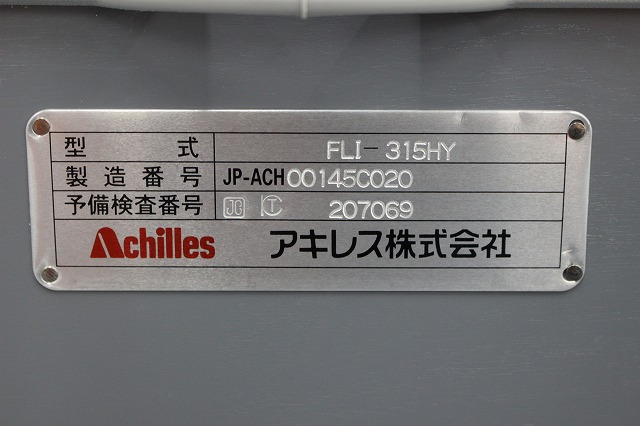 型 式 FLI-315HY
製造番号 JP-ACH00145C020
予備検査番号 JG 207069
Achilles アキレス株式会社